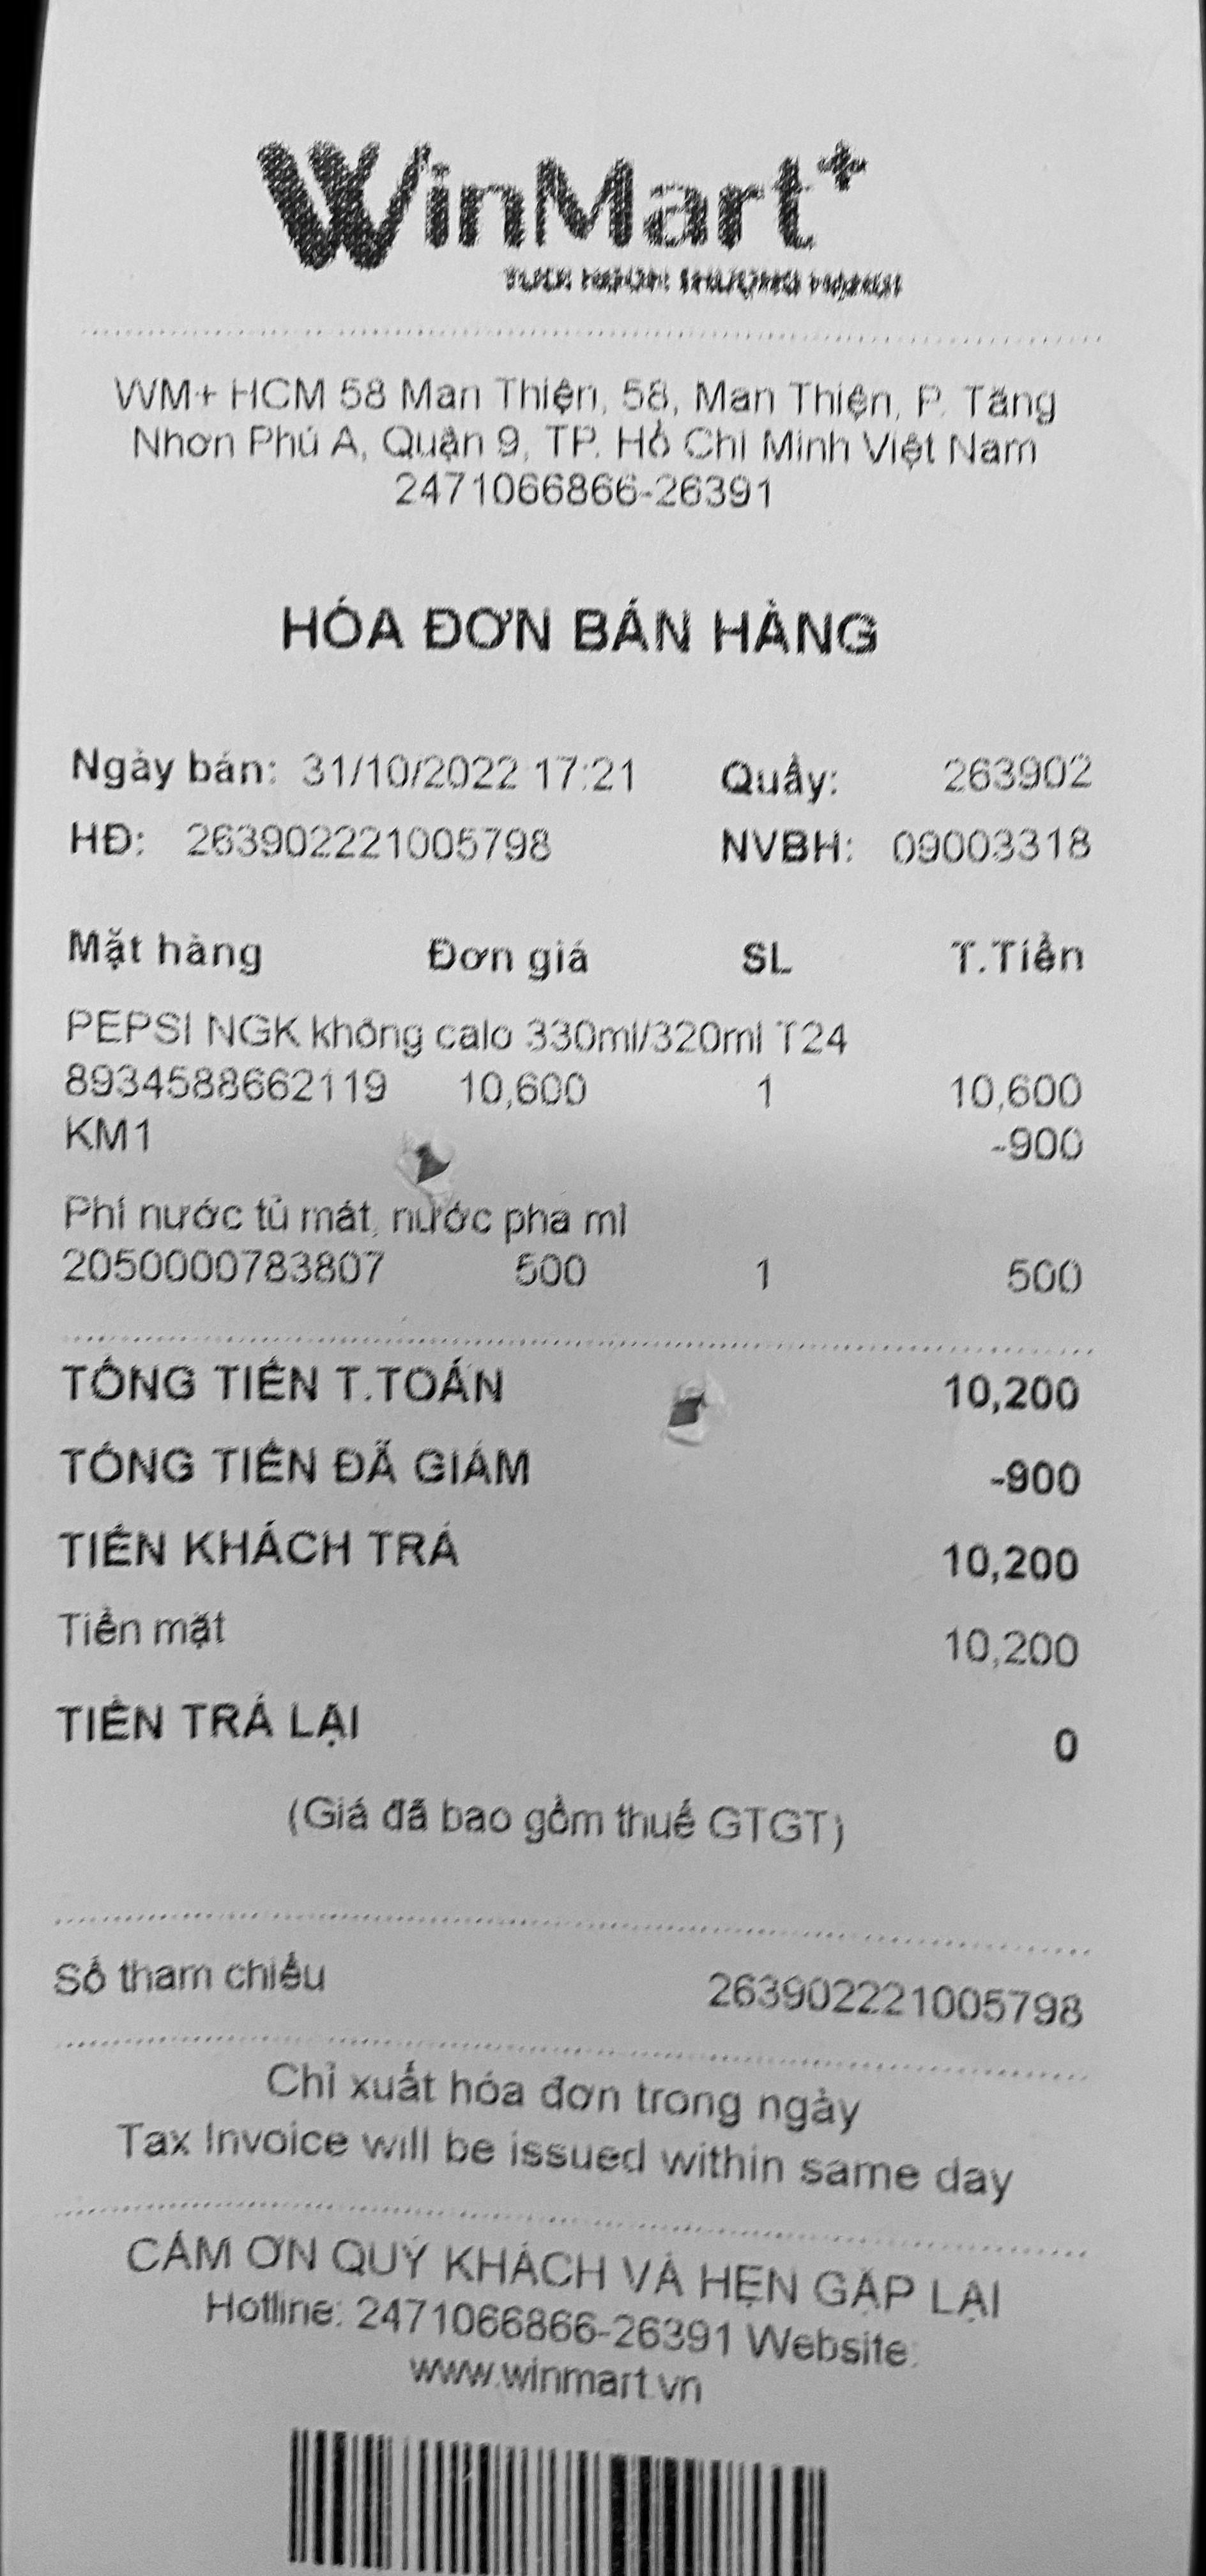 WinMart+
WM+ HCM 58 Man Thiện, 58, Man Thiện, P. Tăng
Nhơn Phú A, Quận 9, TP. Hồ Chí Minh Việt Nam
2471066866-26391
HÓA ĐƠN BÁN HÀNG
Ngày bán: 31/10/2022 17:21 Quầy: 263902
HĐ: 263902221005798 NVBH: 09003318
Mặt hàng Đơn giá SL T.Tiền
PEPSI NGK không calo 330ml/320ml T24
8934588662119 10,600 1 10,600
KM1 -900
Phí nước tủ mát, nước pha mì
2050000783807 500 1 500
TỔNG TIỀN T.TOÁN 10,200
TỔNG TIỀN ĐÃ GIẢM -900
TIỀN KHÁCH TRẢ 10,200
Tiền mặt 10,200
TIỀN TRẢ LẠI 0
(Giá đã bao gồm thuế GTGT)
Số tham chiếu 263902221005798
Chỉ xuất hóa đơn trong ngày
Tax Invoice will be issued within same day
CẢM ƠN QUÝ KHÁCH VÀ HẸN GẶP LẠI
Hotline: 2471066866-26391 Website:
www.winmart.vn